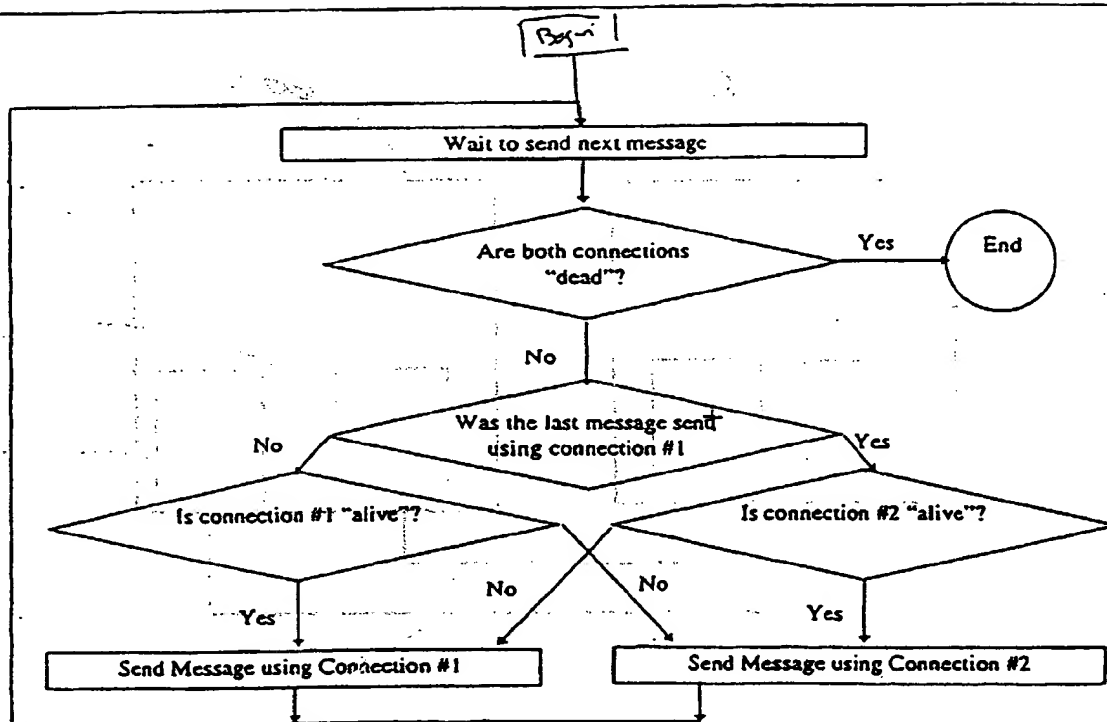 Begin
Wait to send next message
Are both connections
"dead"?
Yes
End
No
Was the last message sent
using connection #1
No
Yes
Is connection #1 "alive"?
Is connection #2 "alive"?
No
No
Yes
Yes
Send Message using Connection #1
Send Message using Connection #2